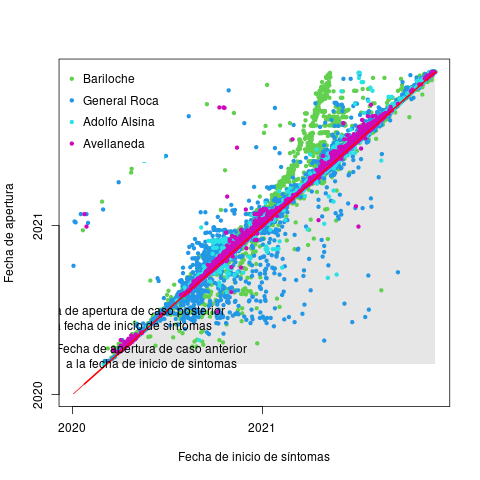 Bariloche
General Roca
Adolfo Alsina
Avellaneda
Fecha de apertura
2021
2020
de apertura de caso posterior
fecha de inicio de síntomas
Fecha de apertura de caso anterior
a la fecha de inicio de sintomas
2020
2021
Fecha de inicio de síntomas